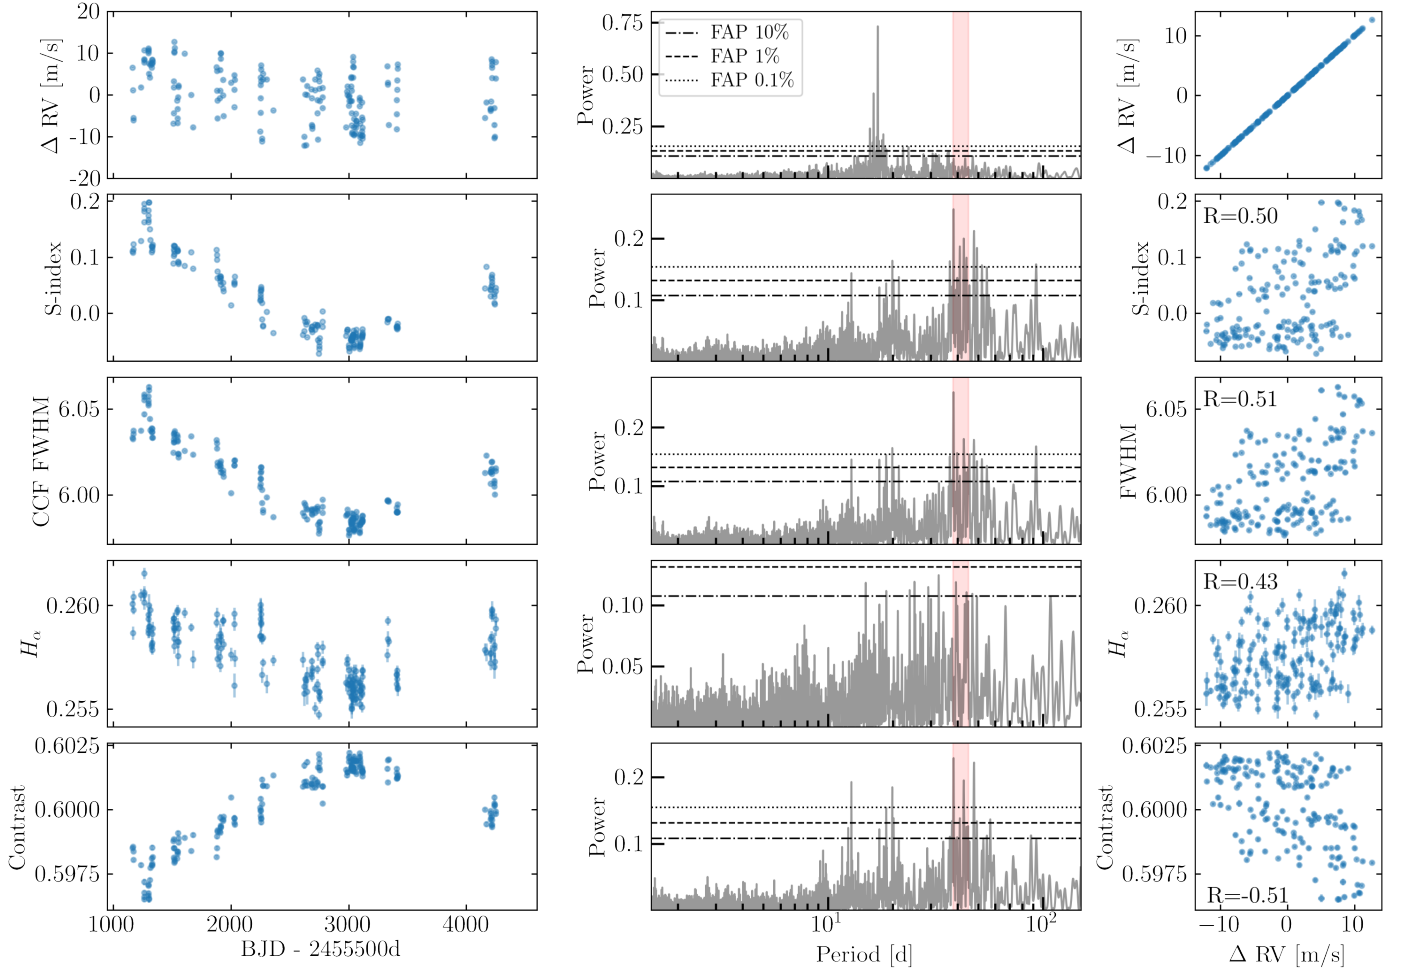 20
10
0
-10
-20
Δ RV [m/s]
0.75
0.50
0.25
Power
FAP 10%
FAP 1%
FAP 0.1%
10
0
−10
Δ RV [m/s]
0.2
0.1
0.0
S-index
0.2
0.1
Power
0.2
0.1
0.0
S-index
R=0.50
6.05
6.00
CCF FWHM
0.2
0.1
Power
6.05
6.00
FWHM
R=0.51
0.260
0.255
Hα
0.10
0.05
Power
0.260
0.255
Hα
R=0.43
0.6025
0.6000
0.5975
Contrast
1000 2000 3000 4000
BJD - 2455500d
0.2
0.1
Power
10¹ 10²
Period [d]
0.6025
0.6000
0.5975
Contrast
R=-0.51
−10 0 10
Δ RV [m/s]